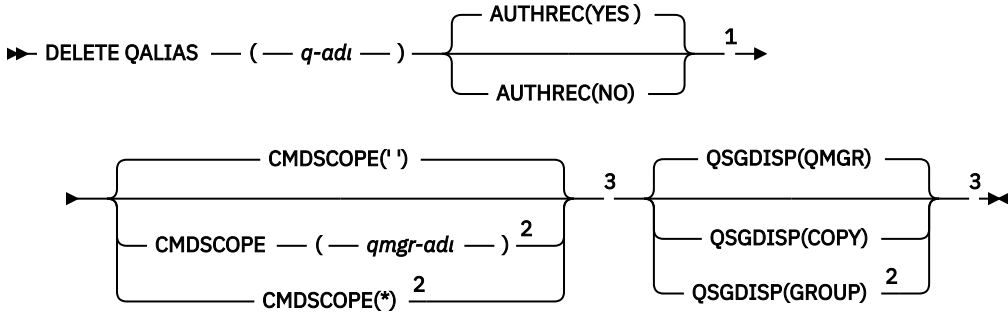 AUTHREC(YES )
DELETE QALIAS ( q-adı ) 1
AUTHREC(NO)
CMDSCOPE(' ') QSGDISP(QMGR)
3 3
CMDSCOPE ( qmgr-adı ) 2 QSGDISP(COPY)
CMDSCOPE(*) 2 QSGDISP(GROUP) 2